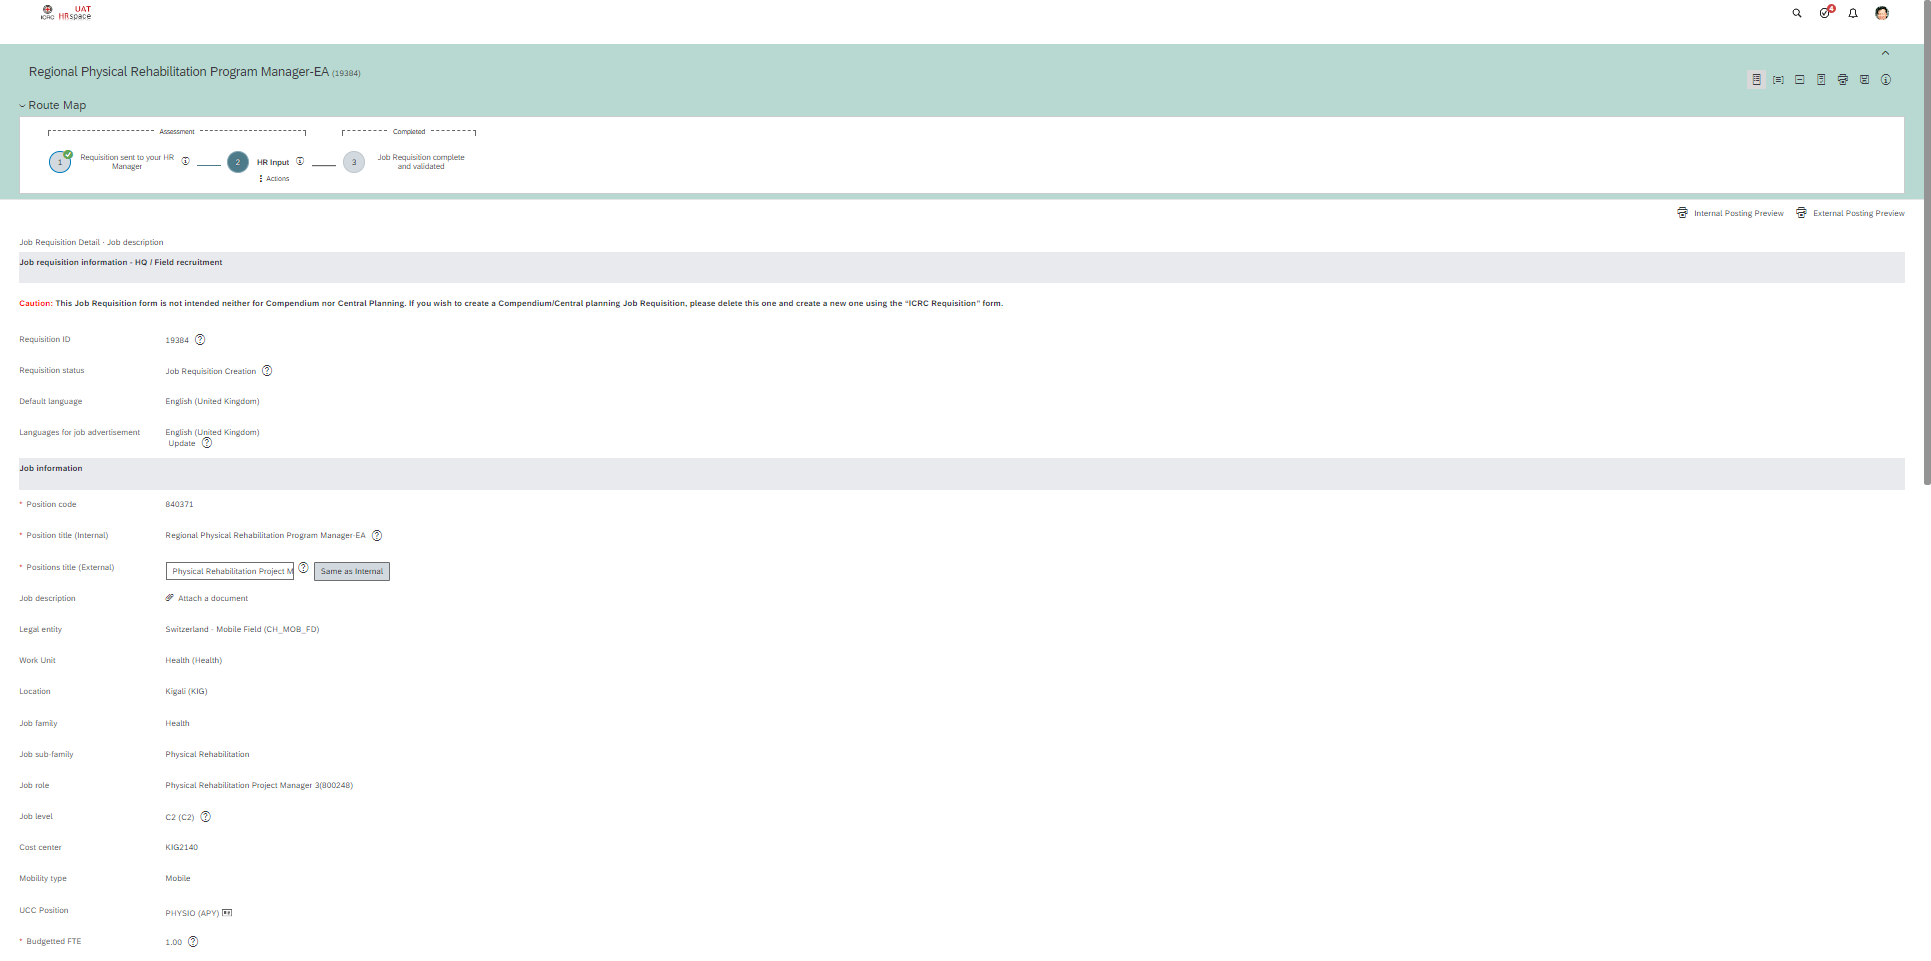 UAT
ICRC HRspace
4
Regional Physical Rehabilitation Program Manager-EA (19384)
Route Map
Assessment
Completed
1
Requisition sent to your HR
Manager
2
HR Input
Actions
3
Job Requisition complete
and validated
Internal Posting Preview
External Posting Preview
Job Requisition Detail - Job description
Job requisition information - HQ / Field recruitment
Caution: This Job Requisition form is not intended neither for Compendium nor Central Planning. If you wish to create a Compendium/Central planning Job Requisition, please delete this one and create a new one using the "ICRC Requisition" form.
Requisition ID 19384
Requisition status Job Requisition Creation
Default language English (United Kingdom)
Languages for job advertisement English (United Kingdom)
Update
Job information
* Position code 840371
* Position title (Internal) Regional Physical Rehabilitation Program Manager-EA
* Positions title (External) Physical Rehabilitation Project M Same as Internal
Job description Attach a document
Legal entity Switzerland - Mobile Field (CH_MOB_FD)
Work Unit Health (Health)
Location Kigali (KIG)
Job family Health
Job sub-family Physical Rehabilitation
Job role Physical Rehabilitation Project Manager 3(800248)
Job level C2 (C2)
Cost center KIG2140
Mobility type Mobile
UCC Position PHYSIO (APY)
* Budgetted FTE 1.00